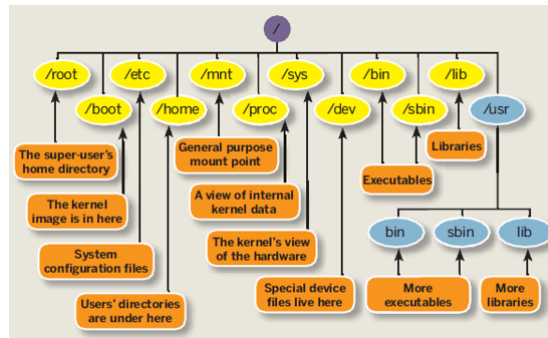 /
/root
/etc
/mnt
/sys
/bin
/lib
/boot
/home
/proc
/dev
/sbin
/usr
The super-user's
home directory
General purpose
mount point
Libraries
Executables
The kernel
image is in here
A view of internal
kernel data
bin
sbin
lib
System
configuration files
The kernel's view
of the hardware
Users' directories
are under here
Special device
files live here
More
executables
More
libraries